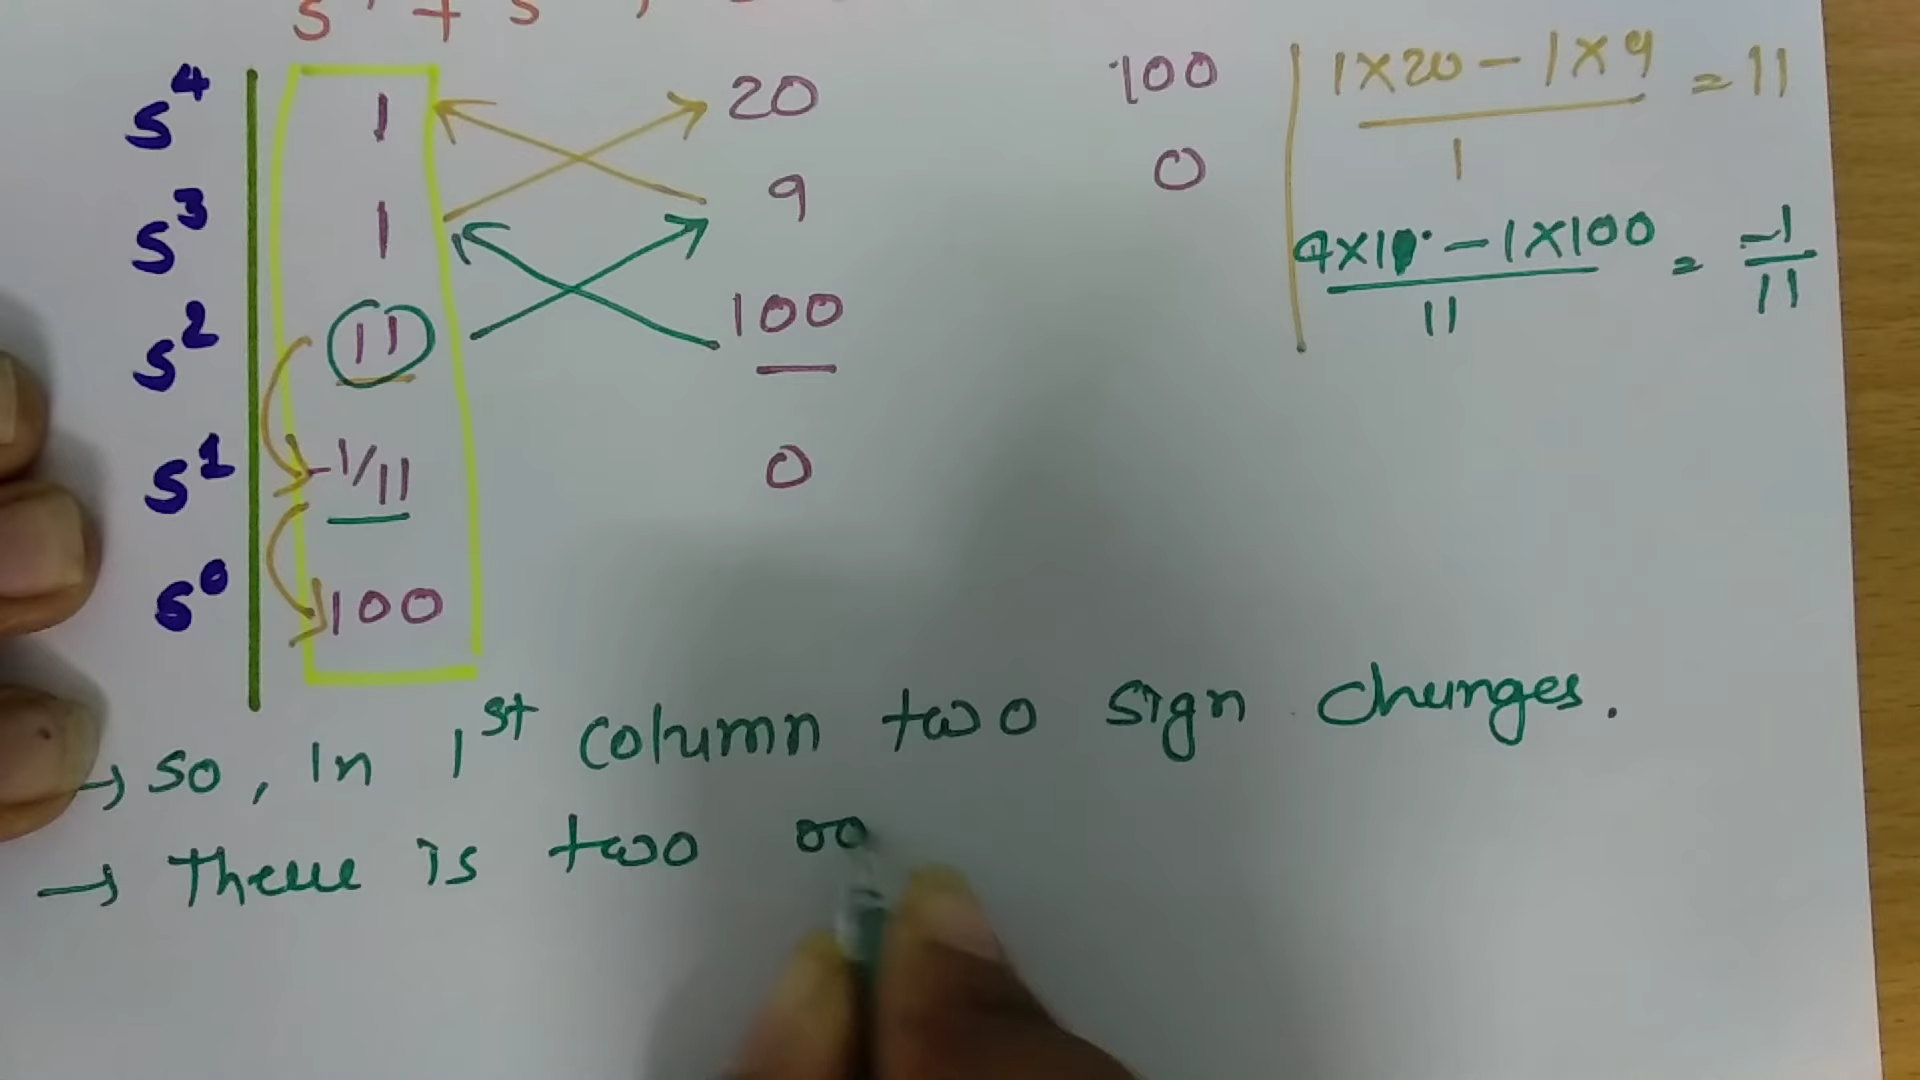 s⁴ 1 20 100 | 1×20 − 1×9 / 1 = 11
s³ 1 9 0
9×11 − 1×100 / 11 = −1/11
s² 11 100
s¹ −1/11 0
s⁰ 100
→ So, In 1st column two sign changes.
→ There is two